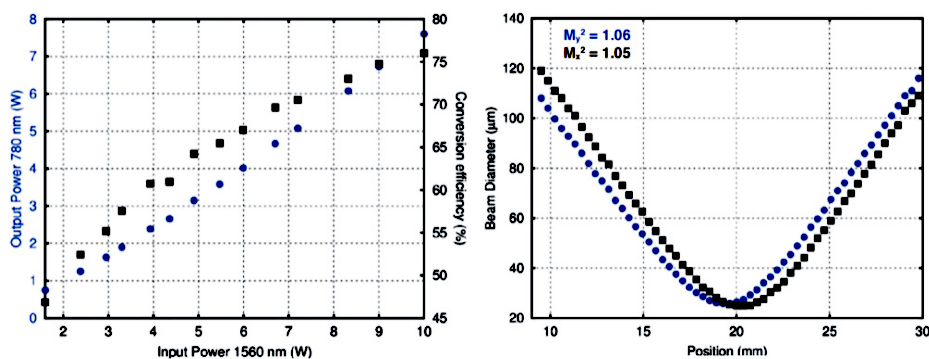 8
7
6
5
4
3
2
1
0
Output Power 780 nm (W)
2 3 4 5 6 7 8 9 10
Input Power 1560 nm (W)
80
75
70
65
60
55
50
45
Conversion efficiency (%)
140
120
100
80
60
40
20
Beam Diameter (µm)
My² = 1.06
Mx² = 1.05
10 15 20 25 30
Position (mm)